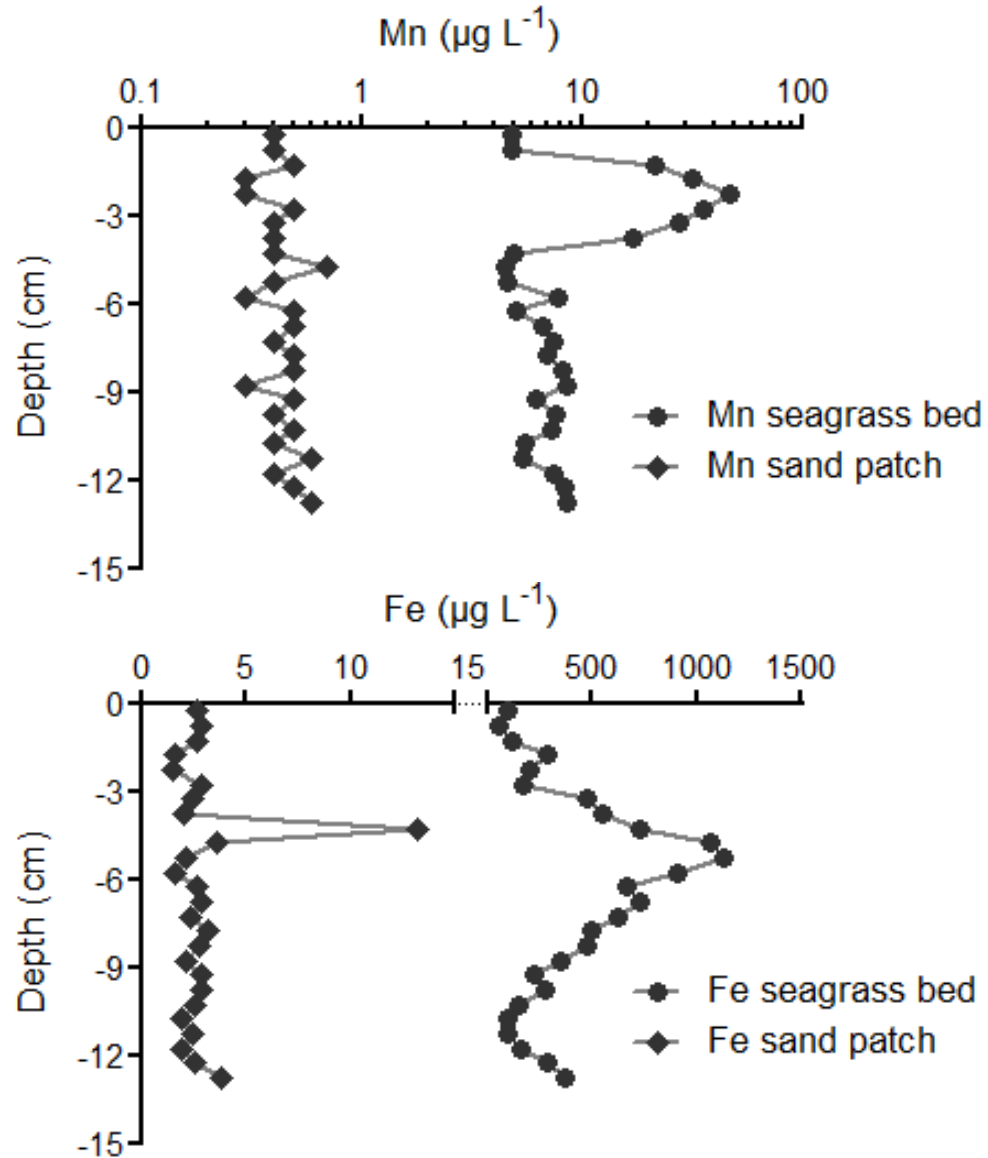 Mn (µg L⁻¹)
0.1 1 10 100
0
-3
-6
-9
-12
-15
Depth (cm)
Mn seagrass bed
Mn sand patch
Fe (µg L⁻¹)
0 5 10 15 500 1000 1500
0
-3
-6
-9
-12
-15
Depth (cm)
Fe seagrass bed
Fe sand patch